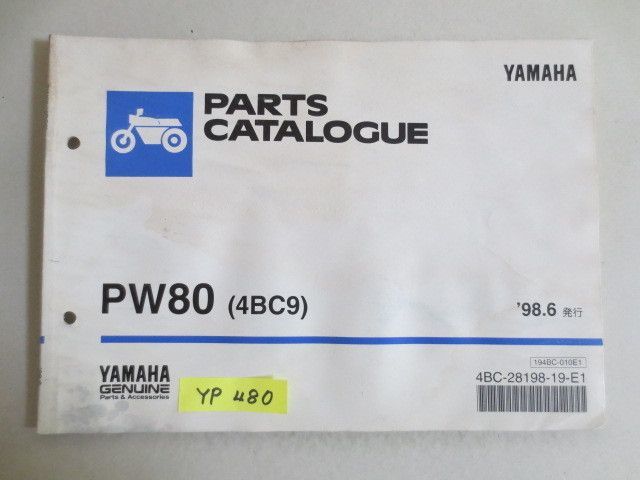 YAMAHA
PARTS
CATALOGUE
PW80 (4BC9)
'98.6 発行
194BC-010E1
4BC-28198-19-E1
YAMAHA
GENUINE
Parts & Accessories
YP 480